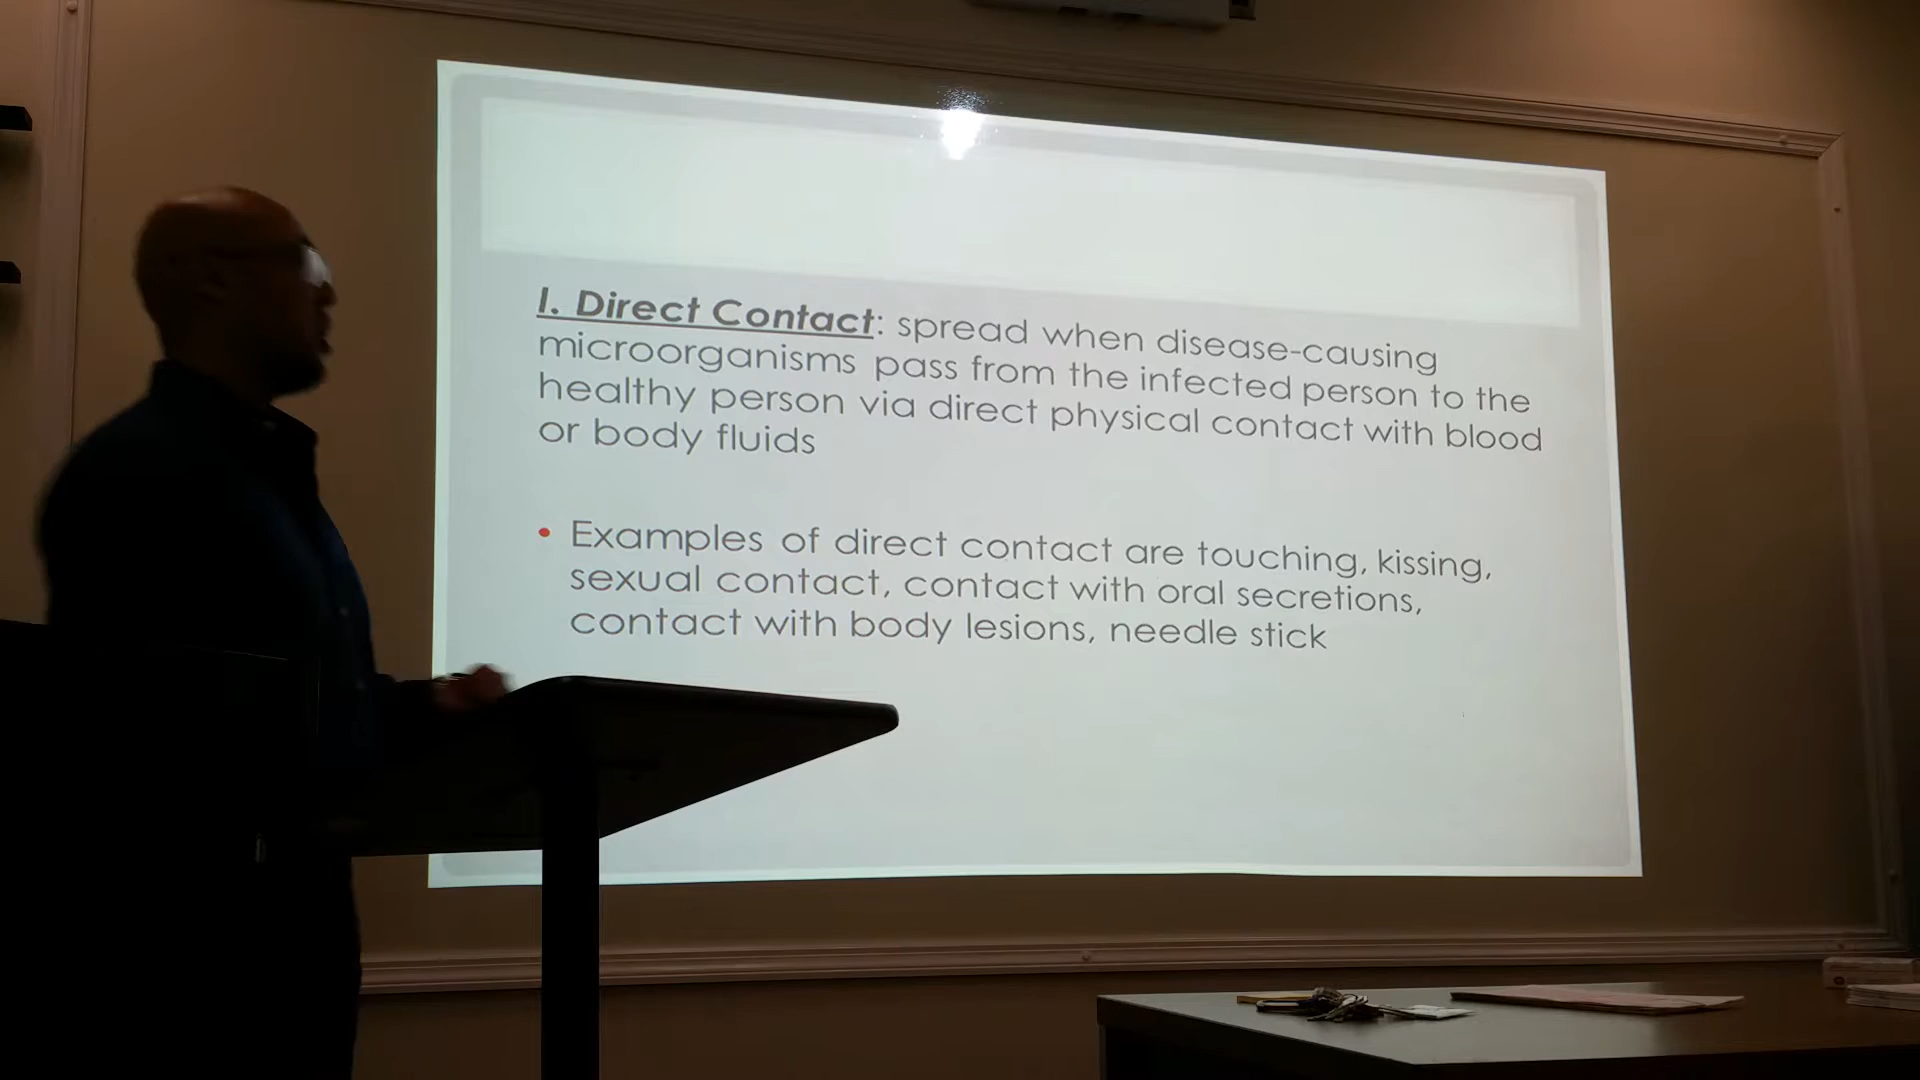 I. Direct Contact: spread when disease-causing
microorganisms pass from the infected person to the
healthy person via direct physical contact with blood
or body fluids
• Examples of direct contact are touching, kissing,
sexual contact, contact with oral secretions,
contact with body lesions, needle stick